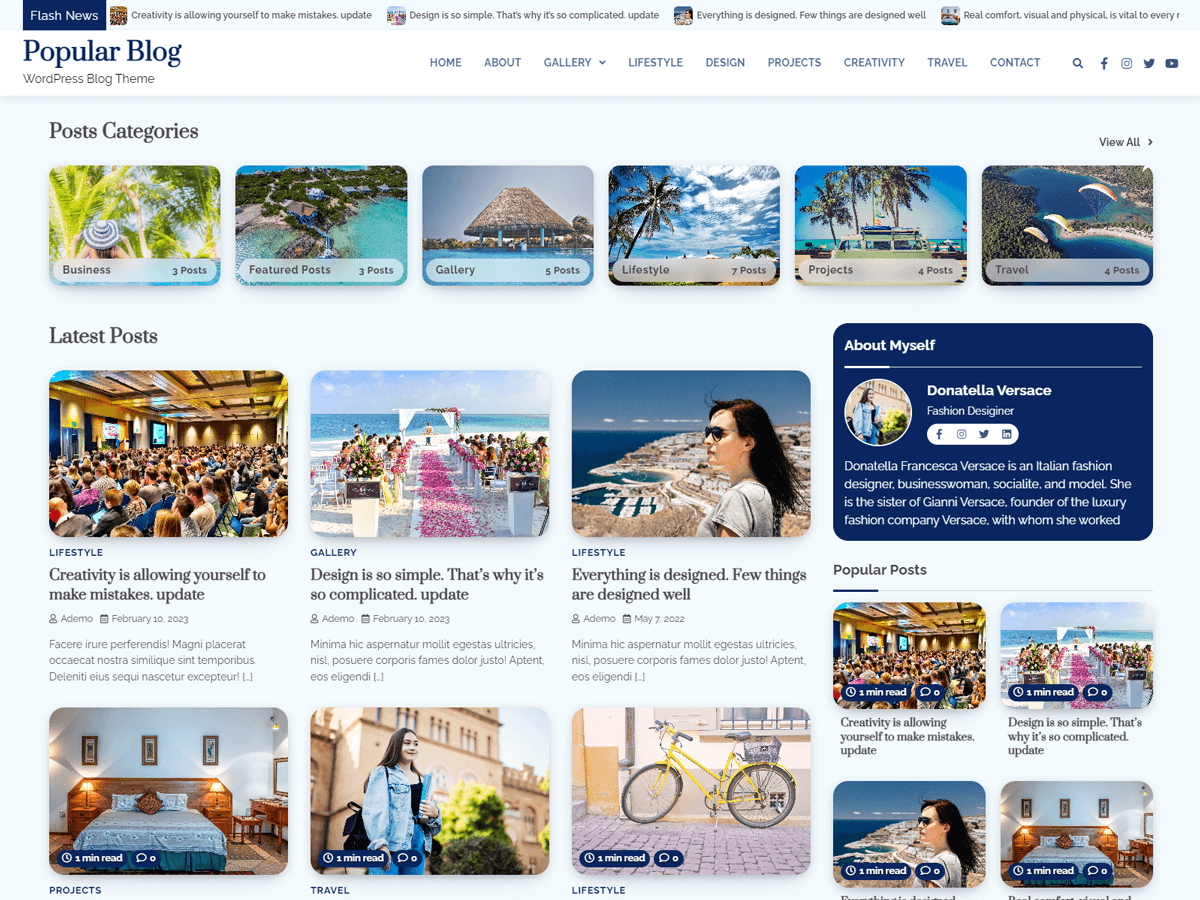 Flash News
Creativity is allowing yourself to make mistakes. update
Design is so simple. That's why it's so complicated. update
Everything is designed. Few things are designed well
Real comfort, visual and physical, is vital to every r
Popular Blog
WordPress Blog Theme
HOME ABOUT GALLERY LIFESTYLE DESIGN PROJECTS CREATIVITY TRAVEL CONTACT
Posts Categories
View All
Business 3 Posts
Featured Posts 3 Posts
Gallery 5 Posts
Lifestyle 7 Posts
Projects 4 Posts
Travel 4 Posts
Latest Posts
LIFESTYLE
Creativity is allowing yourself to
make mistakes. update
Ademo February 10, 2023
Facere irure perferendis! Magni placerat
occaecat nostra similique sint temporibus.
Deleniti eius sequi nascetur excepteur! [...]
GALLERY
Design is so simple. That's why it's
so complicated. update
Ademo February 10, 2023
Minima hic aspernatur mollit egestas ultricies,
nisl, posuere corporis fames dolor justo! Aptent,
eos eligendi [...]
LIFESTYLE
Everything is designed. Few things
are designed well
Ademo May 7, 2022
Minima hic aspernatur mollit egestas ultricies,
nisl, posuere corporis fames dolor justo! Aptent,
eos eligendi [...]
1 min read 0
PROJECTS
1 min read 0
TRAVEL
1 min read 0
LIFESTYLE
About Myself
Donatella Versace
Fashion Desiginer
Donatella Francesca Versace is an Italian fashion
designer, businesswoman, socialite, and model. She
is the sister of Gianni Versace, founder of the luxury
fashion company Versace, with whom she worked
Popular Posts
1 min read 0
Creativity is allowing
yourself to make mistakes.
update
1 min read 0
Design is so simple. That's
why it's so complicated.
update
1 min read 0
Everything is designed.
1 min read 0
Real comfort, visual and